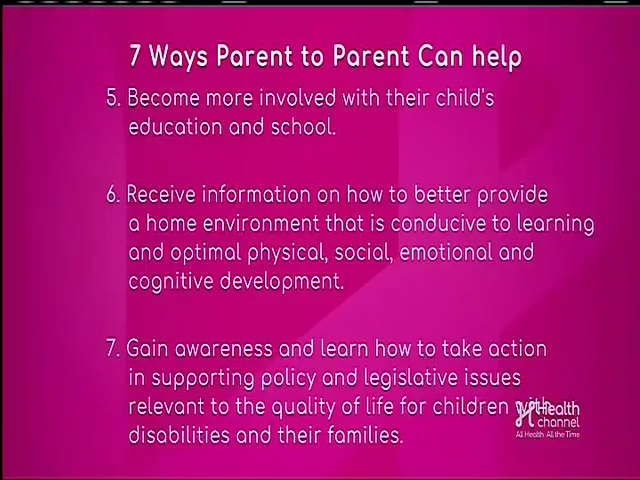 7 Ways Parent to Parent Can help
5. Become more involved with their child's
education and school.
6. Receive information on how to better provide
a home environment that is conducive to learning
and optimal physical, social, emotional and
cognitive development.
7. Gain awareness and learn how to take action
in supporting policy and legislative issues
relevant to the quality of life for children with
disabilities and their families.
Health
channel
All Health All the Time